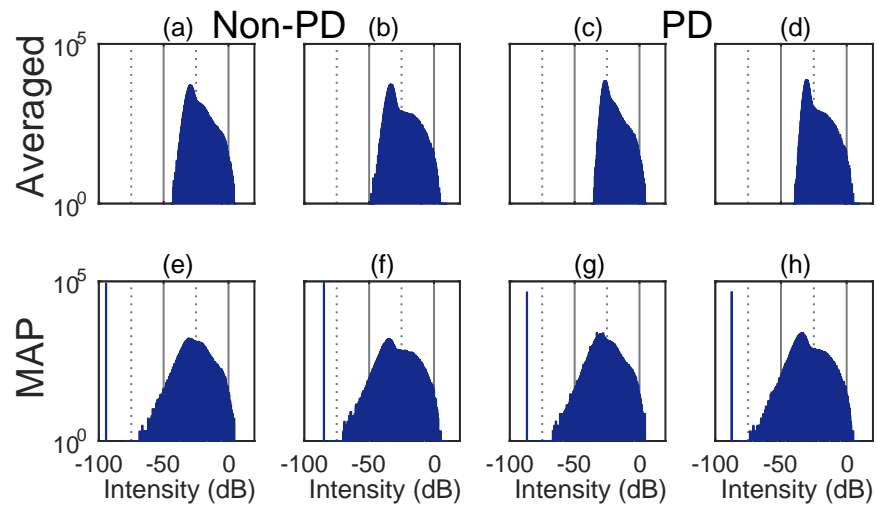 Non-PD PD
(a) (b) (c) (d)
Averaged
10^5
10^0
(e) (f) (g) (h)
MAP
10^5
10^0
-100 -50 0 -100 -50 0 -100 -50 0 -100 -50 0
Intensity (dB) Intensity (dB) Intensity (dB) Intensity (dB)